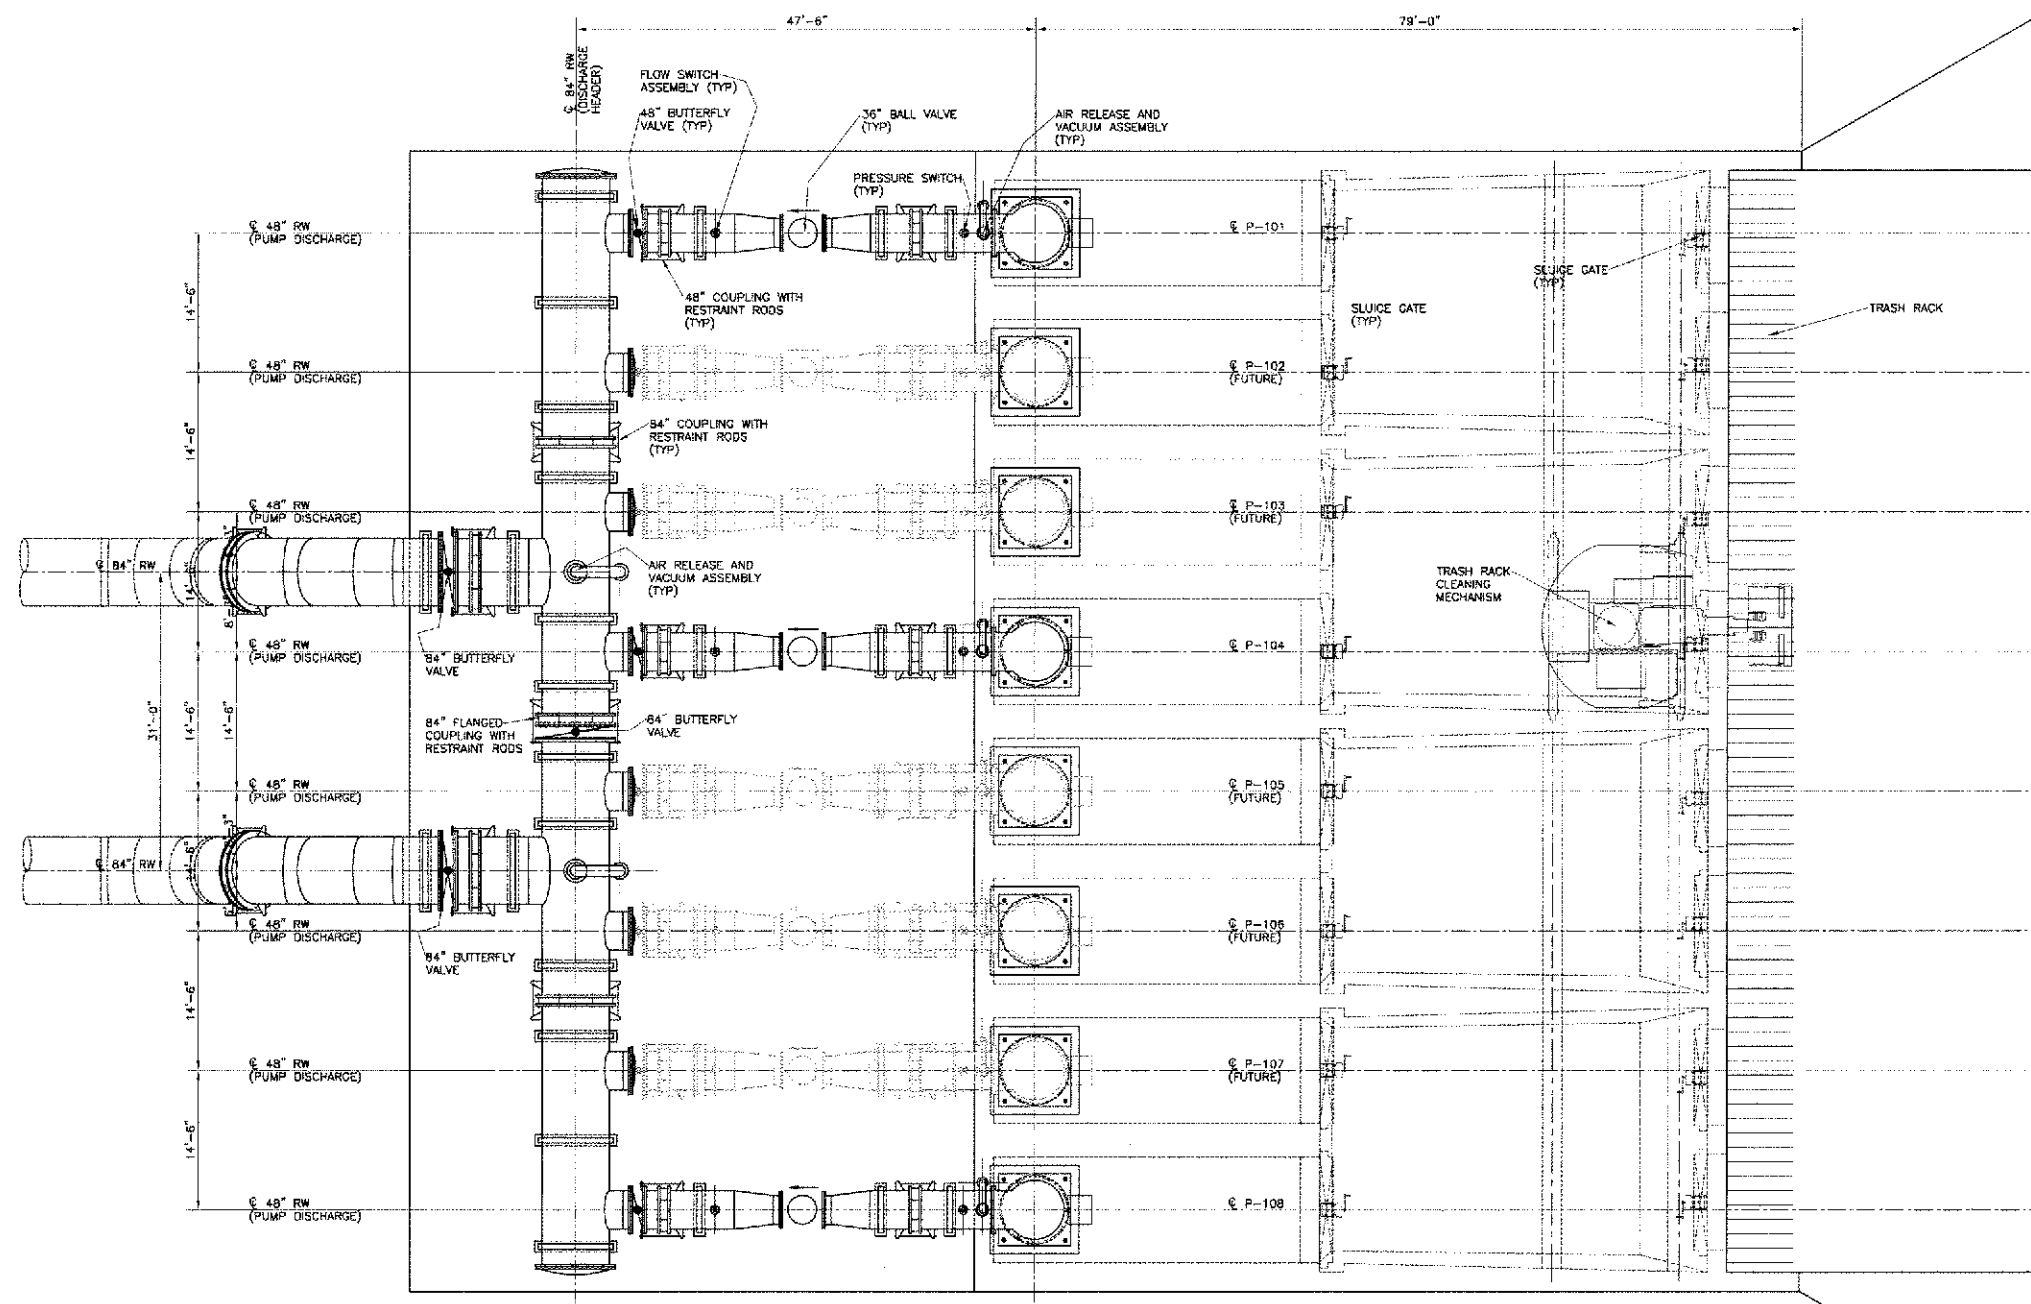 47'-6"
79'-0"
℄ 84" RW
(DISCHARGE
HEADER)
FLOW SWITCH
ASSEMBLY (TYP)
48" BUTTERFLY
VALVE (TYP)
36" BALL VALVE
(TYP)
AIR RELEASE AND
VACUUM ASSEMBLY
(TYP)
PRESSURE SWITCH
(TYP)
℄ 48" RW
(PUMP DISCHARGE)
℄ P-101
SLUICE GATE
(TYP)
14'-6"
48" COUPLING WITH
RESTRAINT RODS
(TYP)
SLUICE GATE
(TYP)
TRASH RACK
℄ 48" RW
(PUMP DISCHARGE)
℄ P-102
(FUTURE)
14'-6"
84" COUPLING WITH
RESTRAINT RODS
(TYP)
℄ 48" RW
(PUMP DISCHARGE)
℄ P-103
(FUTURE)
℄ 84" RW
14'-6"
AIR RELEASE AND
VACUUM ASSEMBLY
(TYP)
TRASH RACK
CLEANING
MECHANISM
℄ 48" RW
(PUMP DISCHARGE)
84" BUTTERFLY
VALVE
℄ P-104
31'-0"
14'-6"
14'-6"
84" FLANGED
COUPLING WITH
RESTRAINT RODS
84" BUTTERFLY
VALVE
℄ 48" RW
(PUMP DISCHARGE)
℄ P-105
(FUTURE)
℄ 84" RW
14'-6"
℄ 48" RW
(PUMP DISCHARGE)
℄ P-106
(FUTURE)
84" BUTTERFLY
VALVE
14'-6"
℄ 48" RW
(PUMP DISCHARGE)
℄ P-107
(FUTURE)
14'-6"
℄ 48" RW
(PUMP DISCHARGE)
℄ P-108